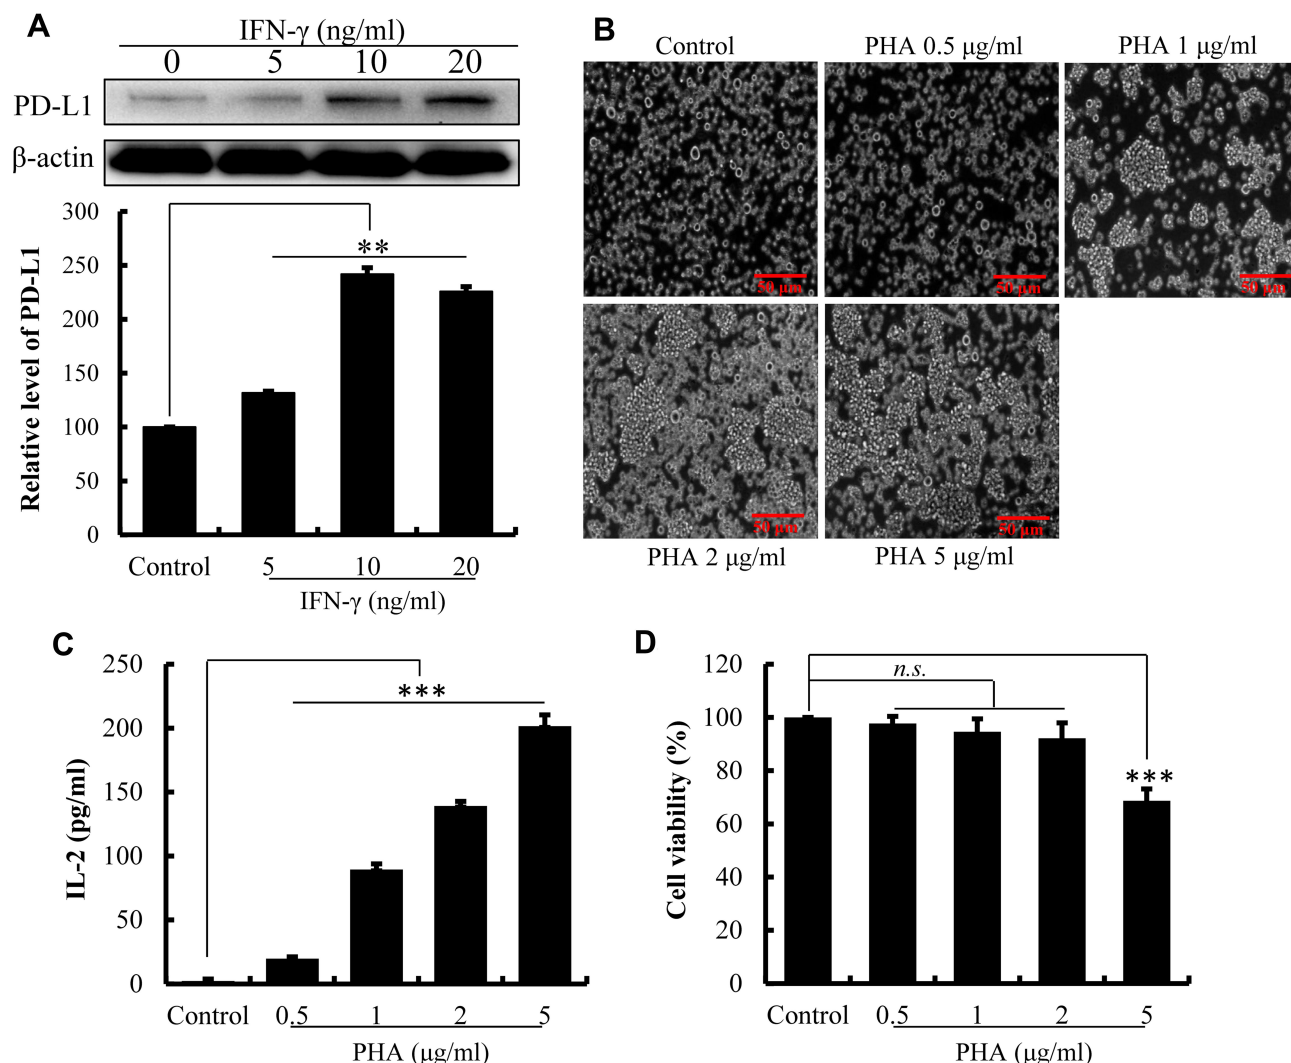 A
IFN-γ (ng/ml)
0 5 10 20
PD-L1
β-actin
300
250
200
150
100
50
0
Relative level of PD-L1
**
Control 5 10 20
IFN-γ (ng/ml)
B
Control PHA 0.5 μg/ml PHA 1 μg/ml
50 μm 50 μm 50 μm
50 μm 50 μm
PHA 2 μg/ml PHA 5 μg/ml
C
250
200
150
100
50
0
IL-2 (pg/ml)
***
Control 0.5 1 2 5
PHA (μg/ml)
D
120
100
80
60
40
20
0
Cell viability (%)
n.s.
***
Control 0.5 1 2 5
PHA (μg/ml)